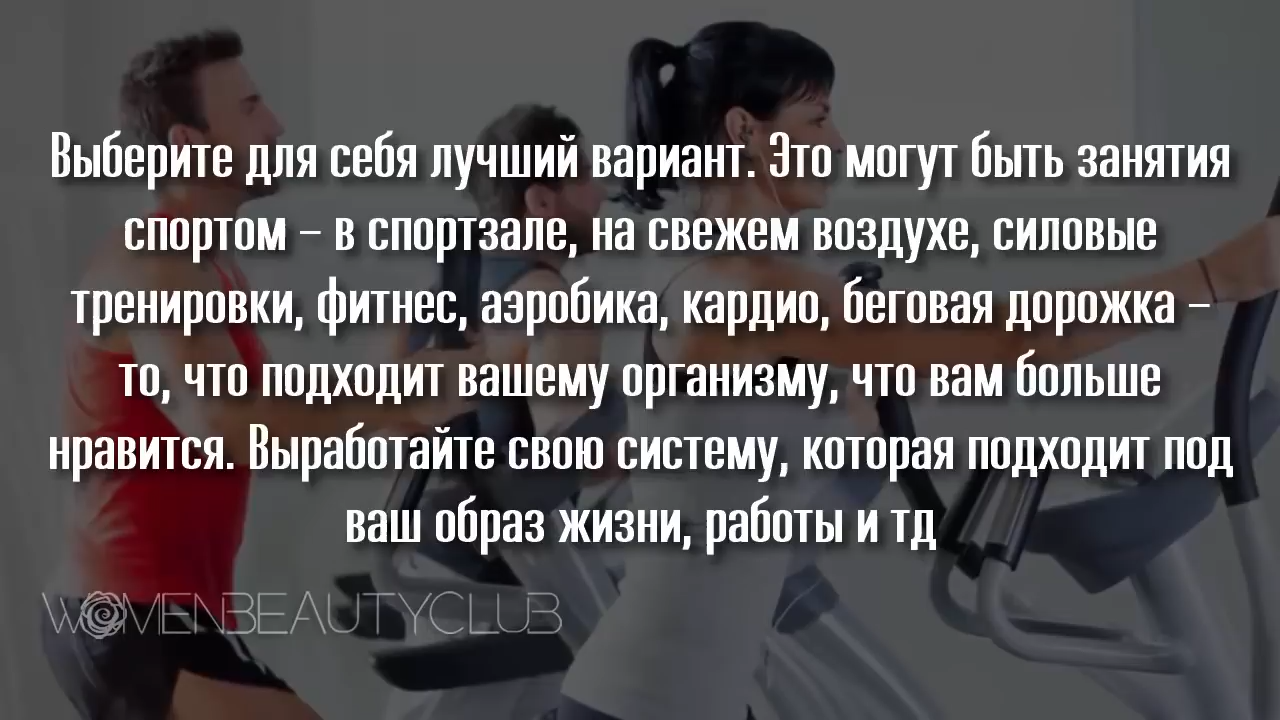 Выберите для себя лучший вариант. Это могут быть занятия
спортом – в спортзале, на свежем воздухе, силовые
тренировки, фитнес, аэробика, кардио, беговая дорожка –
то, что подходит вашему организму, что вам больше
нравится. Выработайте свою систему, которая подходит под
ваш образ жизни, работы и тд
WOMENBEAUTYCLUB